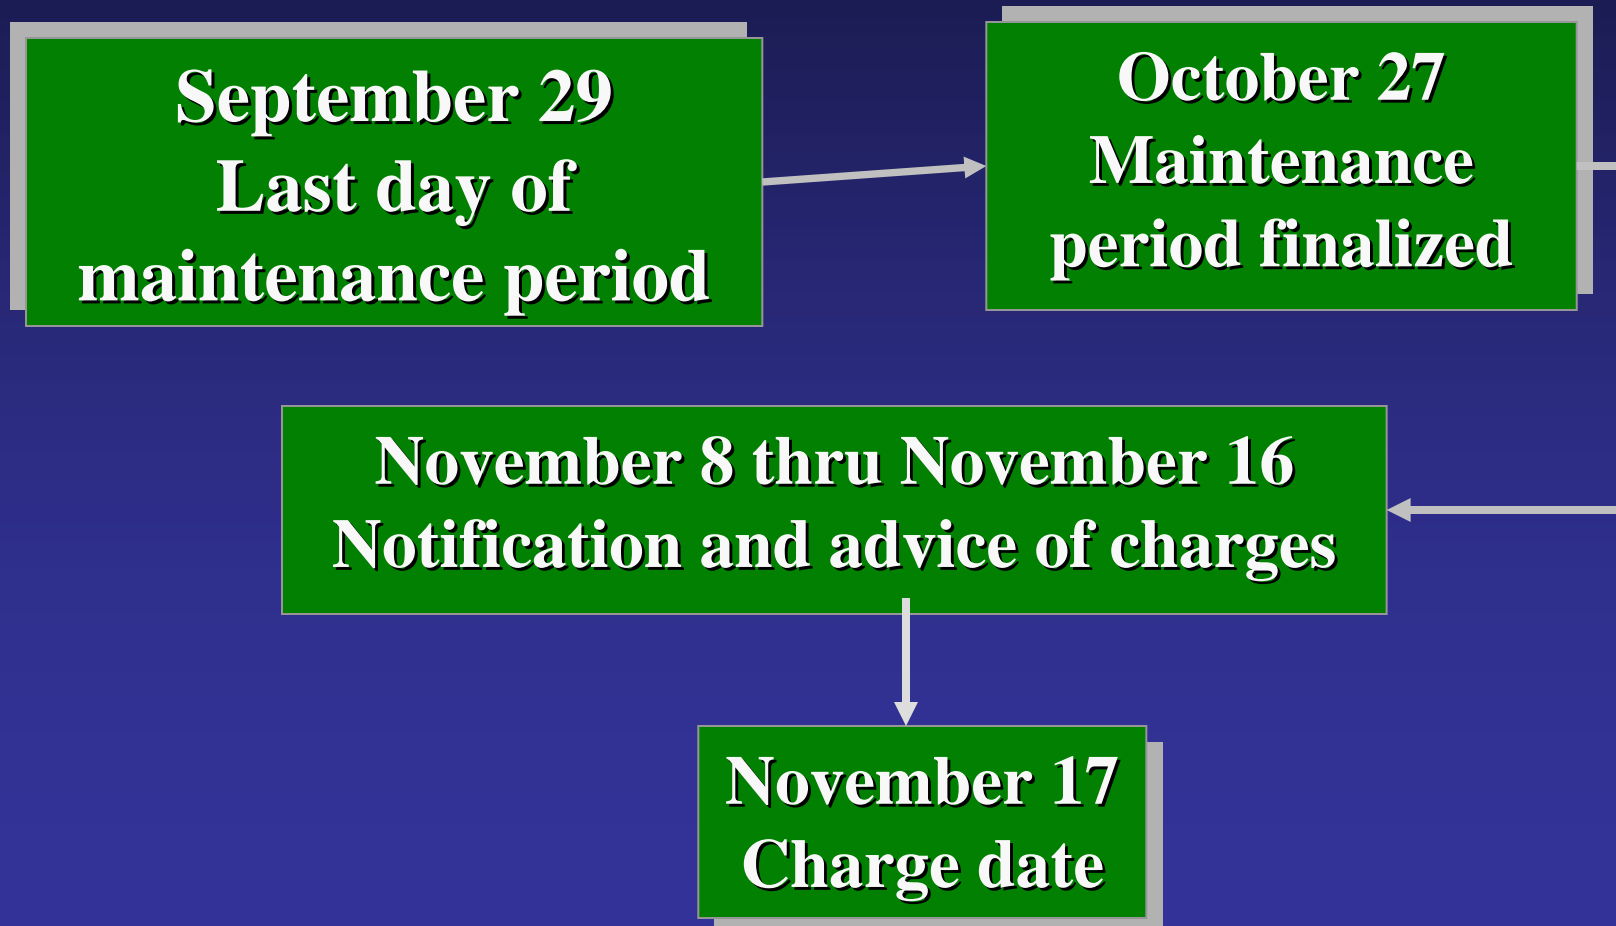 September 29
Last day of
maintenance period
October 27
Maintenance
period finalized
November 8 thru November 16
Notification and advice of charges
November 17
Charge date